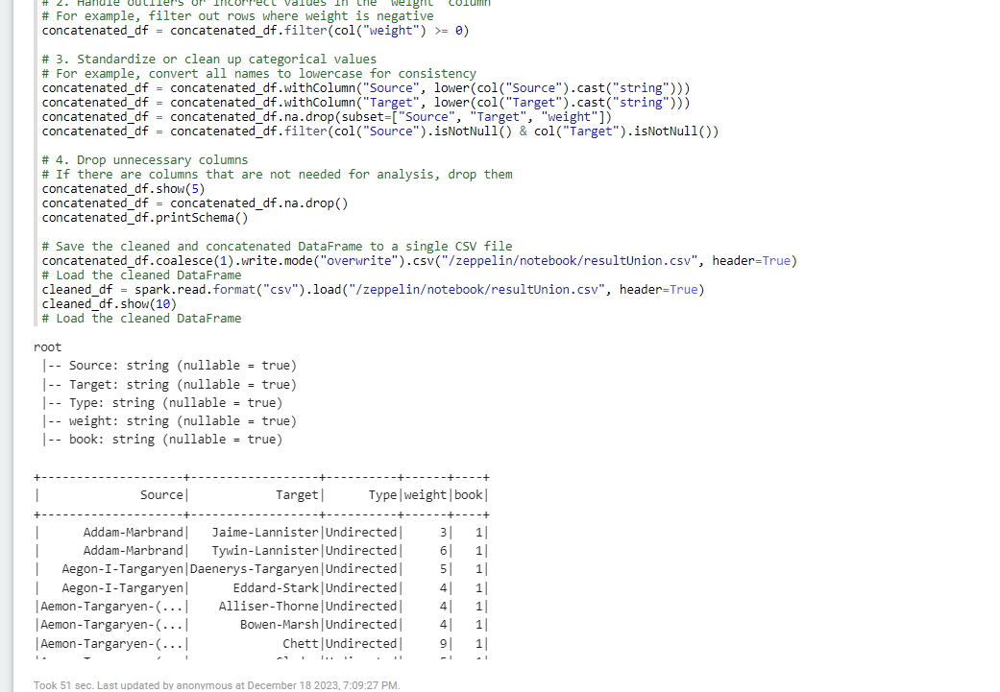 # 2. Handle outliers or incorrect values in the "weight" column
# For example, filter out rows where weight is negative
concatenated_df = concatenated_df.filter(col("weight") >= 0)
# 3. Standardize or clean up categorical values
# For example, convert all names to lowercase for consistency
concatenated_df = concatenated_df.withColumn("Source", lower(col("Source").cast("string")))
concatenated_df = concatenated_df.withColumn("Target", lower(col("Target").cast("string")))
concatenated_df = concatenated_df.na.drop(subset=["Source", "Target", "weight"])
concatenated_df = concatenated_df.filter(col("Source").isNotNull() & col("Target").isNotNull())
# 4. Drop unnecessary columns
# If there are columns that are not needed for analysis, drop them
concatenated_df.show(5)
concatenated_df = concatenated_df.na.drop()
concatenated_df.printSchema()
# Save the cleaned and concatenated DataFrame to a single CSV file
concatenated_df.coalesce(1).write.mode("overwrite").csv("/zeppelin/notebook/resultUnion.csv", header=True)
# Load the cleaned DataFrame
cleaned_df = spark.read.format("csv").load("/zeppelin/notebook/resultUnion.csv", header=True)
cleaned_df.show(10)
# Load the cleaned DataFrame
root
|-- Source: string (nullable = true)
|-- Target: string (nullable = true)
|-- Type: string (nullable = true)
|-- weight: string (nullable = true)
|-- book: string (nullable = true)
+--------------------+------------------+----------+------+----+
|              Source|            Target|      Type|weight|book|
+--------------------+------------------+----------+------+----+
|      Addam-Marbrand|   Jaime-Lannister|Undirected|     3|   1|
|      Addam-Marbrand|   Tywin-Lannister|Undirected|     6|   1|
|   Aegon-I-Targaryen|Daenerys-Targaryen|Undirected|     5|   1|
|   Aegon-I-Targaryen|      Eddard-Stark|Undirected|     4|   1|
|Aemon-Targaryen-(...|    Alliser-Thorne|Undirected|     4|   1|
|Aemon-Targaryen-(...|       Bowen-Marsh|Undirected|     4|   1|
|Aemon-Targaryen-(...|             Chett|Undirected|     9|   1|
Took 51 sec. Last updated by anonymous at December 18 2023, 7:09:27 PM.